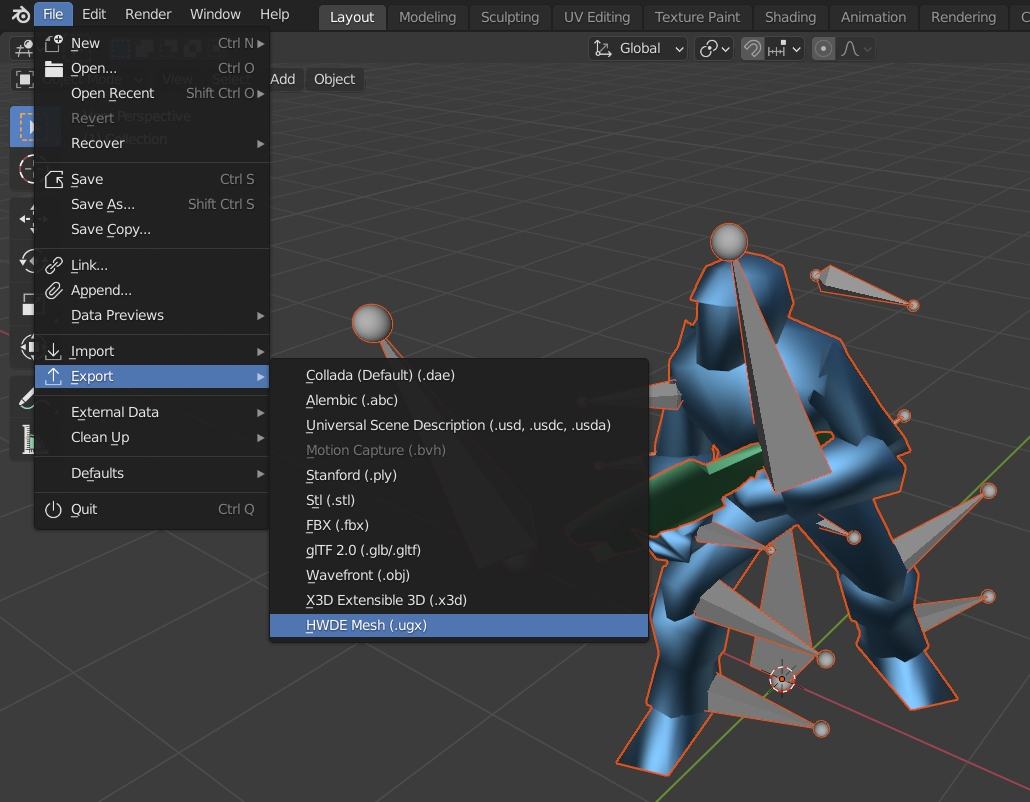 File Edit Render Window Help Layout Modeling Sculpting UV Editing Texture Paint Shading Animation Rendering
Global
View Select Add Object
New Ctrl N
Open... Ctrl O
Open Recent Shift Ctrl O
Revert
Perspective
Recover
Collection
Save Ctrl S
Save As... Shift Ctrl S
Save Copy...
Link...
Append...
Data Previews
Import
Export
External Data
Clean Up
Defaults
Quit Ctrl Q
Collada (Default) (.dae)
Alembic (.abc)
Universal Scene Description (.usd, .usdc, .usda)
Motion Capture (.bvh)
Stanford (.ply)
Stl (.stl)
FBX (.fbx)
glTF 2.0 (.glb/.gltf)
Wavefront (.obj)
X3D Extensible 3D (.x3d)
HWDE Mesh (.ugx)